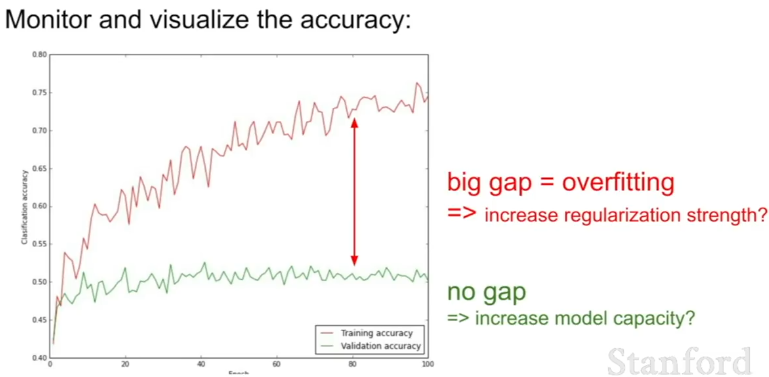 Monitor and visualize the accuracy:
0.80
0.75
0.70
0.65
0.60
0.55
0.50
0.45
0.40
Clasification accuracy
0
20
40
60
80
100
Epoch
Training accuracy
Validation accuracy
big gap = overfitting
=> increase regularization strength?
no gap
=> increase model capacity?
Stanford